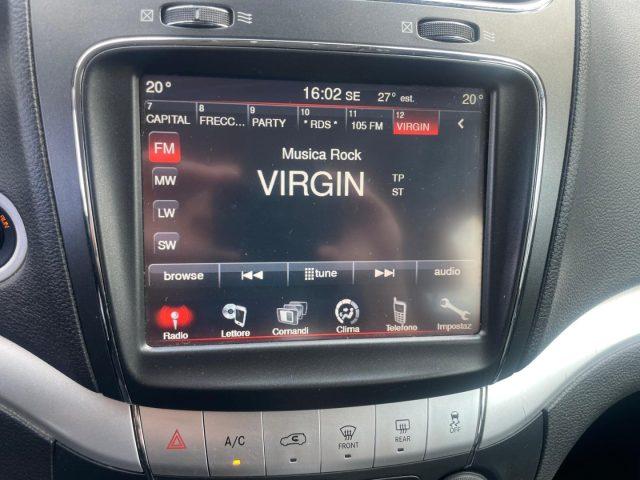 20°
16:02 SE
27° est.
20°
7 CAPITAL
8 FRECC...
9 PARTY
10 * RDS *
11 105 FM
12 VIRGIN
<
FM
MW
LW
SW
Musica Rock
VIRGIN
TP
ST
browse
tune
audio
Radio
Lettore
Comandi
Clima
Telefono
Impostaz
RUN
A/C
FRONT
REAR
OFF